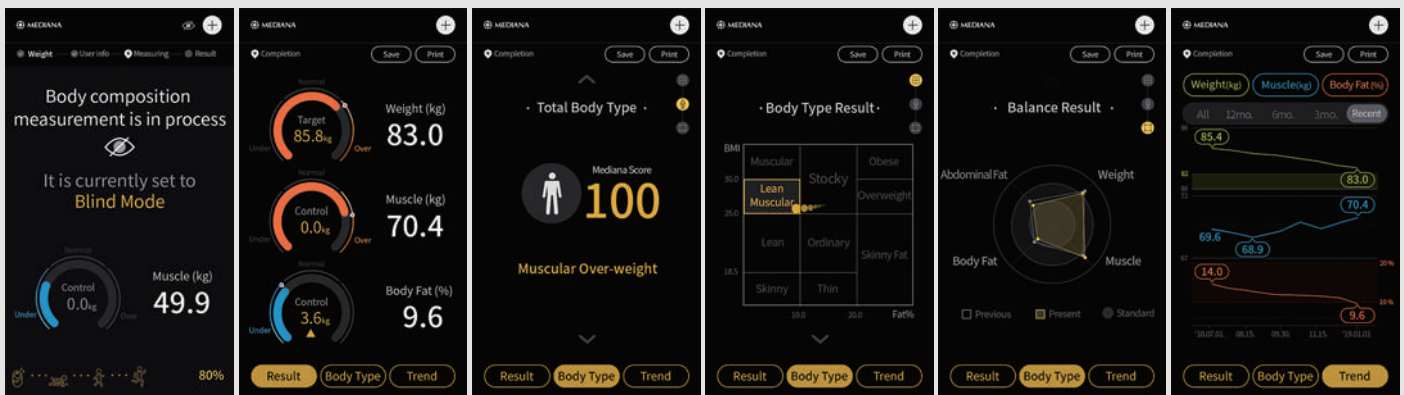 MEDIANA
Weight
User Info
Measuring
Result
Body composition
measurement is in process
It is currently set to
Blind Mode
Normal
Control
0.0kg
Under
Over
Muscle (kg)
49.9
80%
MEDIANA
Completion
Save
Print
Normal
Target
85.8kg
Under
Over
Weight (kg)
83.0
Control
0.0kg
Under
Over
Muscle (kg)
70.4
Control
3.6kg
Under
Over
Body Fat (%)
9.6
Result
Body Type
Trend
MEDIANA
Completion
Save
Print
· Total Body Type ·
Mediana Score
100
Muscular Over-weight
Result
Body Type
Trend
MEDIANA
Completion
Save
Print
· Body Type Result ·
BMI
Muscular
Stocky
Obese
30.0
Lean
Muscular
Overweight
25.0
Lean
Ordinary
Skinny Fat
18.5
Skinny
Thin
10.0
20.0
Fat%
Result
Body Type
Trend
MEDIANA
Completion
Save
Print
· Balance Result ·
Abdominal Fat
Weight
Body Fat
Muscle
Previous
Present
Standard
Result
Body Type
Trend
MEDIANA
Completion
Save
Print
Weight(kg)
Muscle(kg)
Body Fat (%)
All
12mo.
6mo.
3mo.
Recent
85.4
83.0
72
70.4
69.6
68.9
67
20%
14.0
10%
9.6
'18.07.01.
08.15.
09.30.
11.15.
'19.01.01
Result
Body Type
Trend